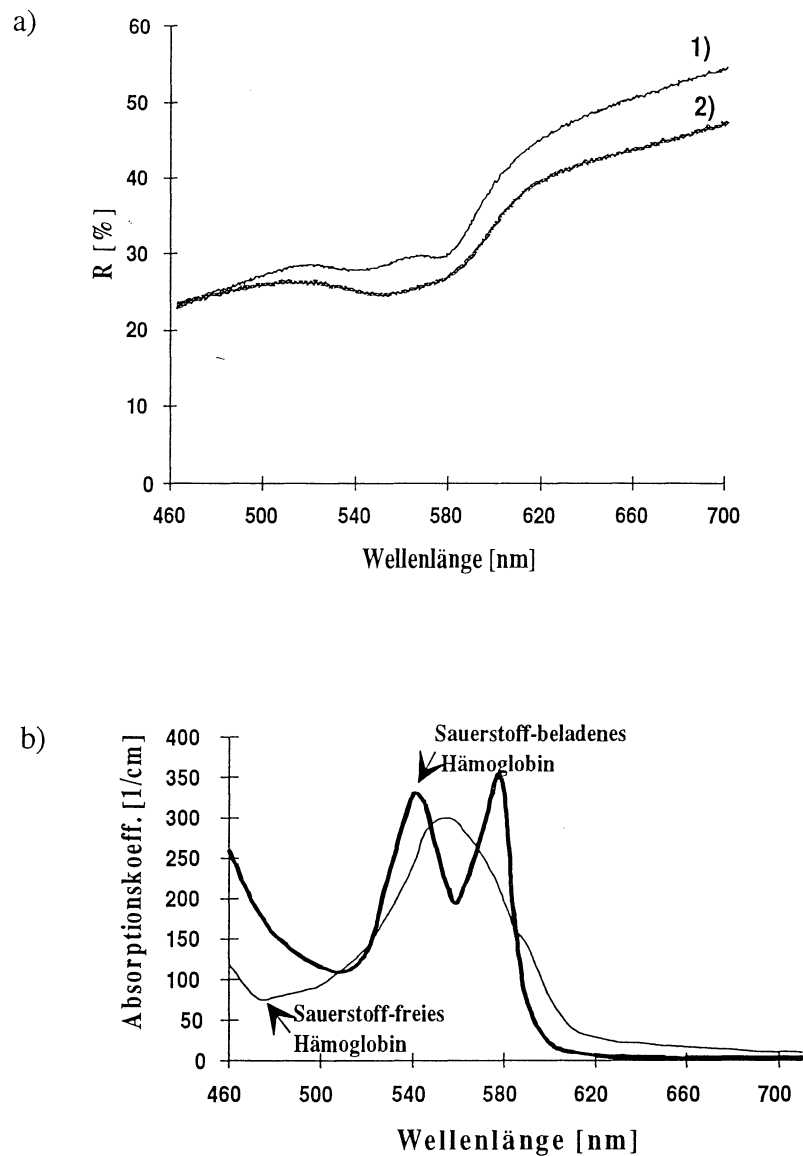 a)
60
1)
50
2)
40
R [%]
30
20
10
0
460 500 540 580 620 660 700
Wellenlänge [nm]
b)
Sauerstoff-beladenes
Hämoglobin
400
350
300
250
200
150
100
50
0
Absorptionskoeff. [1/cm]
Sauerstoff-freies
Hämoglobin
460 500 540 580 620 660 700
Wellenlänge [nm]